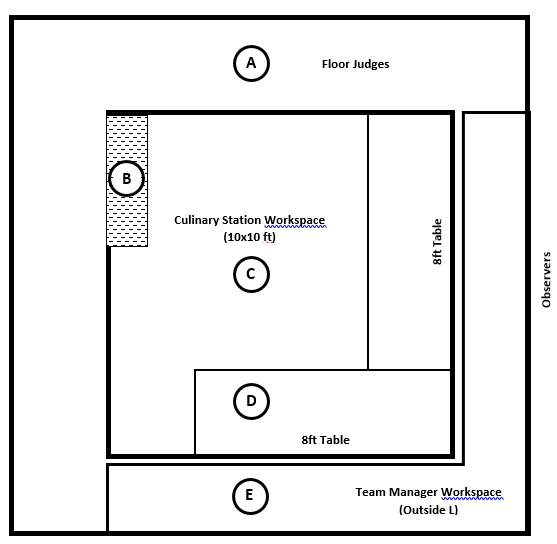 A
Floor Judges
B
Culinary Station Workspace
(10x10 ft)
8ft Table
C
Observers
D
8ft Table
E
Team Manager Workspace
(Outside L)